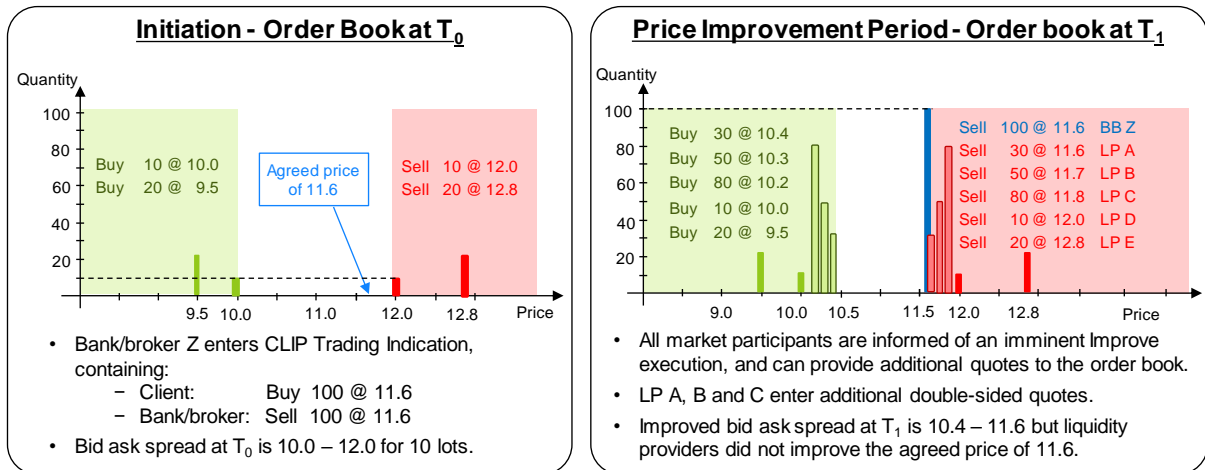 Initiation - Order Book at T0
Quantity
100
80
60
40
20
Buy 10 @ 10.0
Buy 20 @ 9.5
Agreed price
of 11.6
Sell 10 @ 12.0
Sell 20 @ 12.8
9.5 10.0 11.0 12.0 12.8 Price
• Bank/broker Z enters CLIP Trading Indication,
containing:
− Client: Buy 100 @ 11.6
− Bank/broker: Sell 100 @ 11.6
• Bid ask spread at T0 is 10.0 – 12.0 for 10 lots.
Price Improvement Period - Order book at T1
Quantity
100
80
60
40
20
Buy 30 @ 10.4
Buy 50 @ 10.3
Buy 80 @ 10.2
Buy 10 @ 10.0
Buy 20 @ 9.5
Sell 100 @ 11.6 BB Z
Sell 30 @ 11.6 LP A
Sell 50 @ 11.7 LP B
Sell 80 @ 11.8 LP C
Sell 10 @ 12.0 LP D
Sell 20 @ 12.8 LP E
9.0 10.0 10.5 11.5 12.0 12.8 Price
• All market participants are informed of an imminent Improve
execution, and can provide additional quotes to the order book.
• LP A, B and C enter additional double-sided quotes.
• Improved bid ask spread at T1 is 10.4 – 11.6 but liquidity
providers did not improve the agreed price of 11.6.